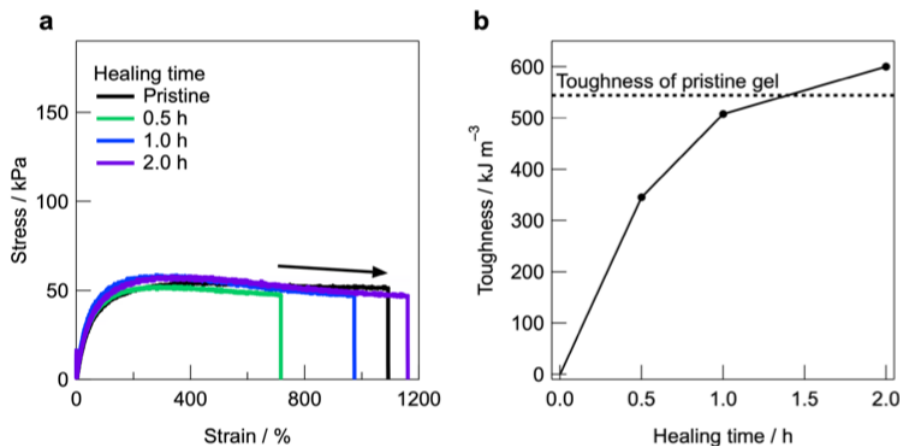 a
Healing time
Pristine
0.5 h
1.0 h
2.0 h
150
100
50
0
Stress / kPa
0
400
800
1200
Strain / %
b
Toughness of pristine gel
600
500
400
300
200
100
0
Toughness / kJ m⁻³
0.0
0.5
1.0
1.5
2.0
Healing time / h